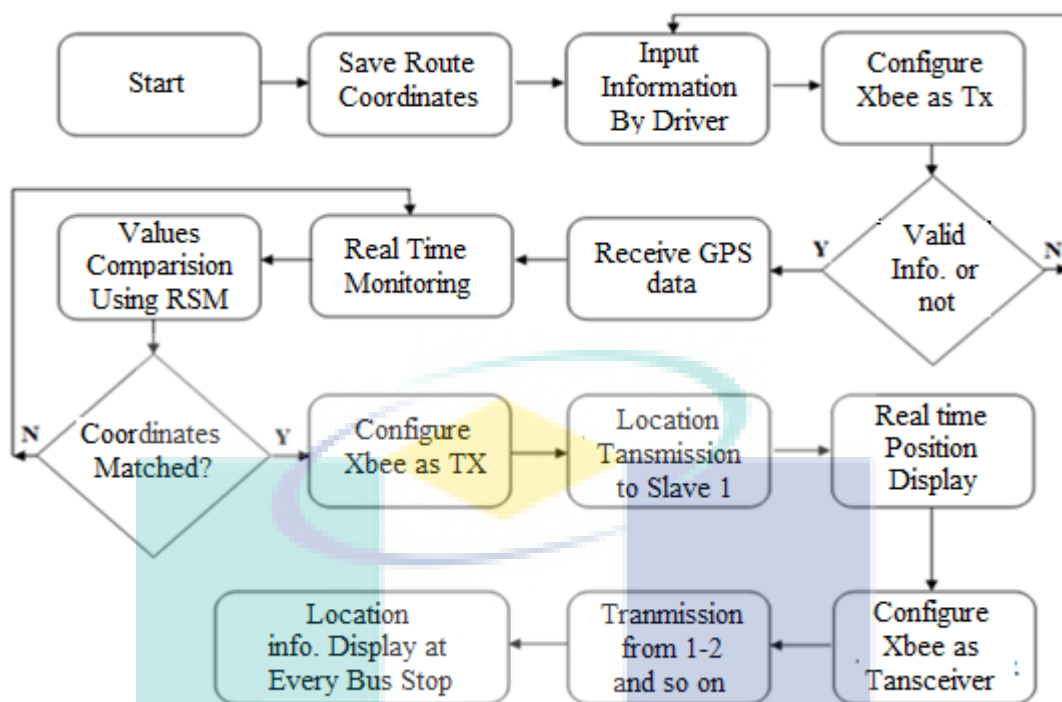 Start
Save Route
Coordinates
Input
Information
By Driver
Configure
Xbee as Tx
Valid
Info. or
not
N
Y
Receive GPS
data
Real Time
Monitoring
Values
Comparision
Using RSM
Coordinates
Matched?
N
Y
Configure
Xbee as TX
Location
Tansmission
to Slave 1
Real time
Position
Display
Configure
Xbee as
Tansceiver
Tranmission
from 1-2
and so on
Location
info. Display at
Every Bus Stop